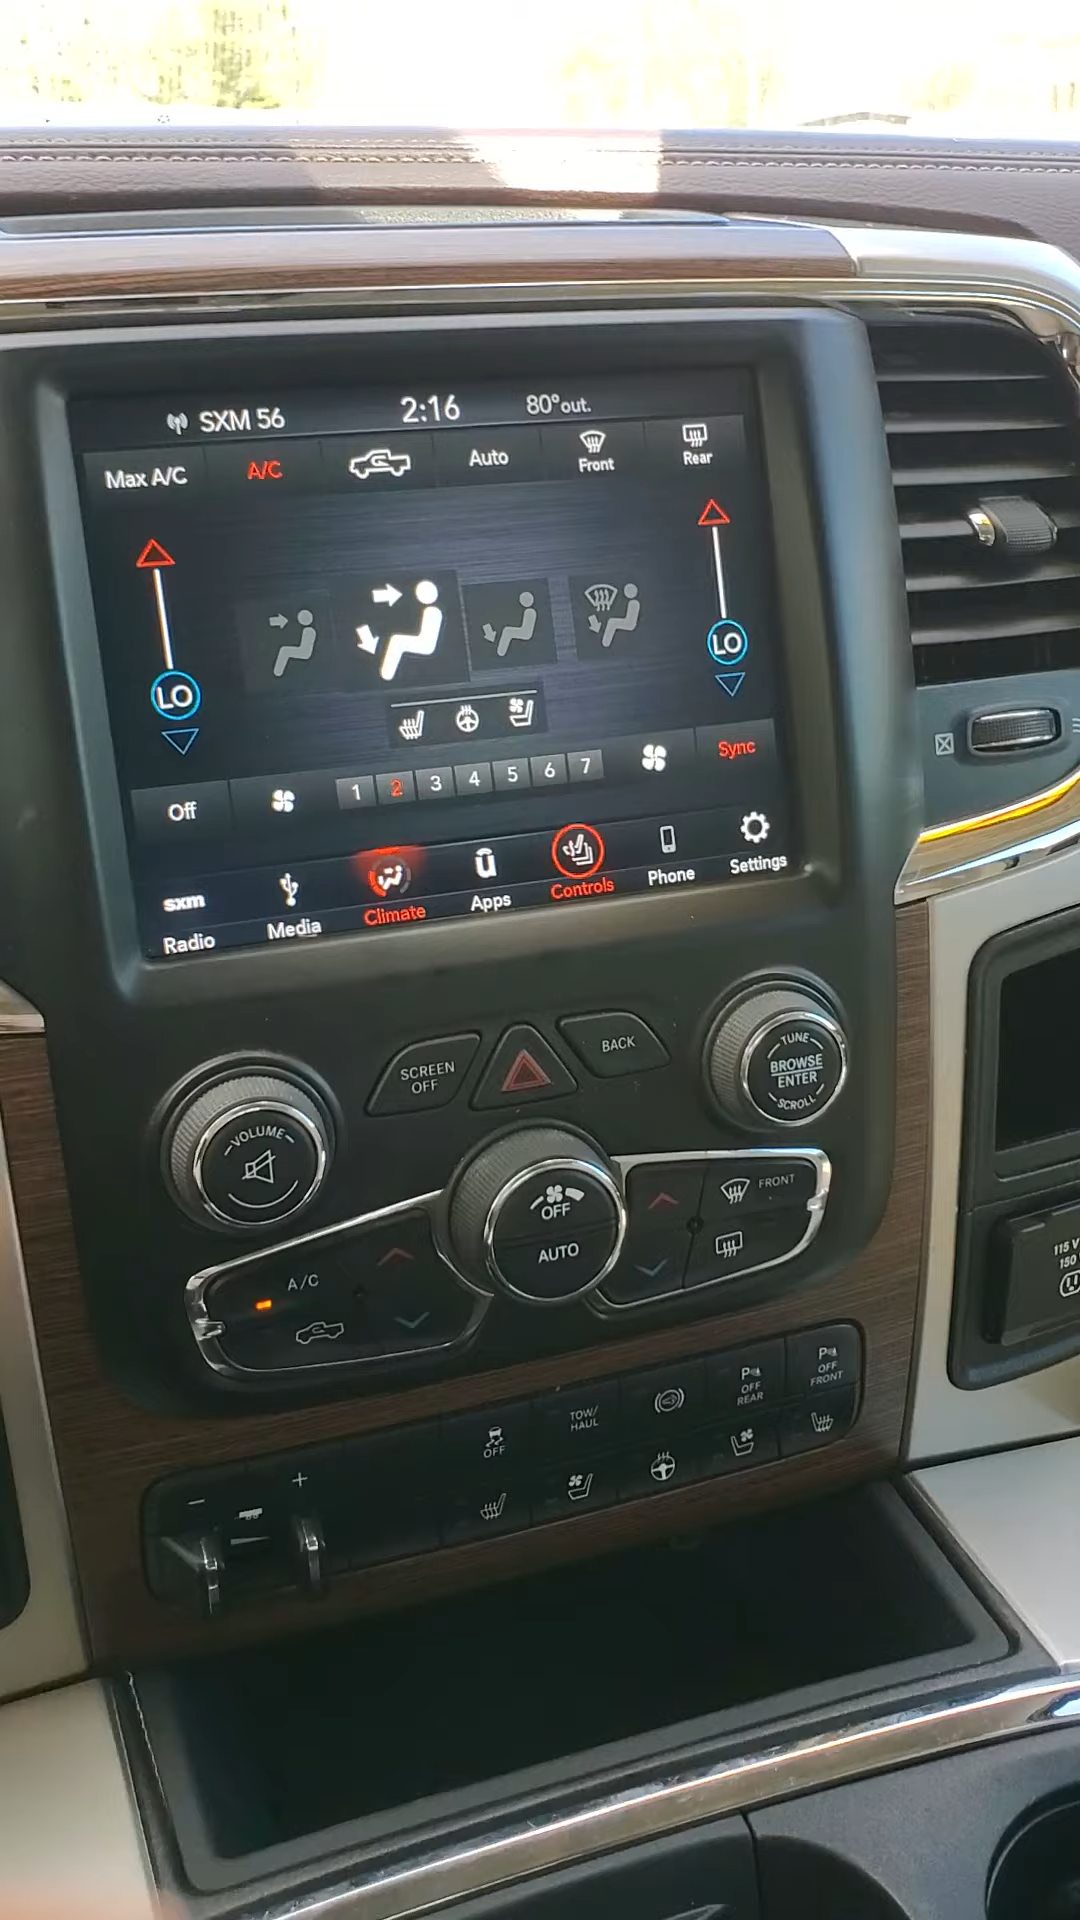 SXM 56 2:16 80° out.
Max A/C A/C Auto Front Rear
LO LO
Off 1 2 3 4 5 6 7 Sync
sxm
Radio Media Climate Apps Controls Phone Settings
SCREEN OFF BACK
TUNE
BROWSE
ENTER
SCROLL
VOLUME
OFF
AUTO
FRONT
A/C
115 V
150
OFF
TOW/
HAUL
P
OFF
REAR
P
OFF
FRONT
− +